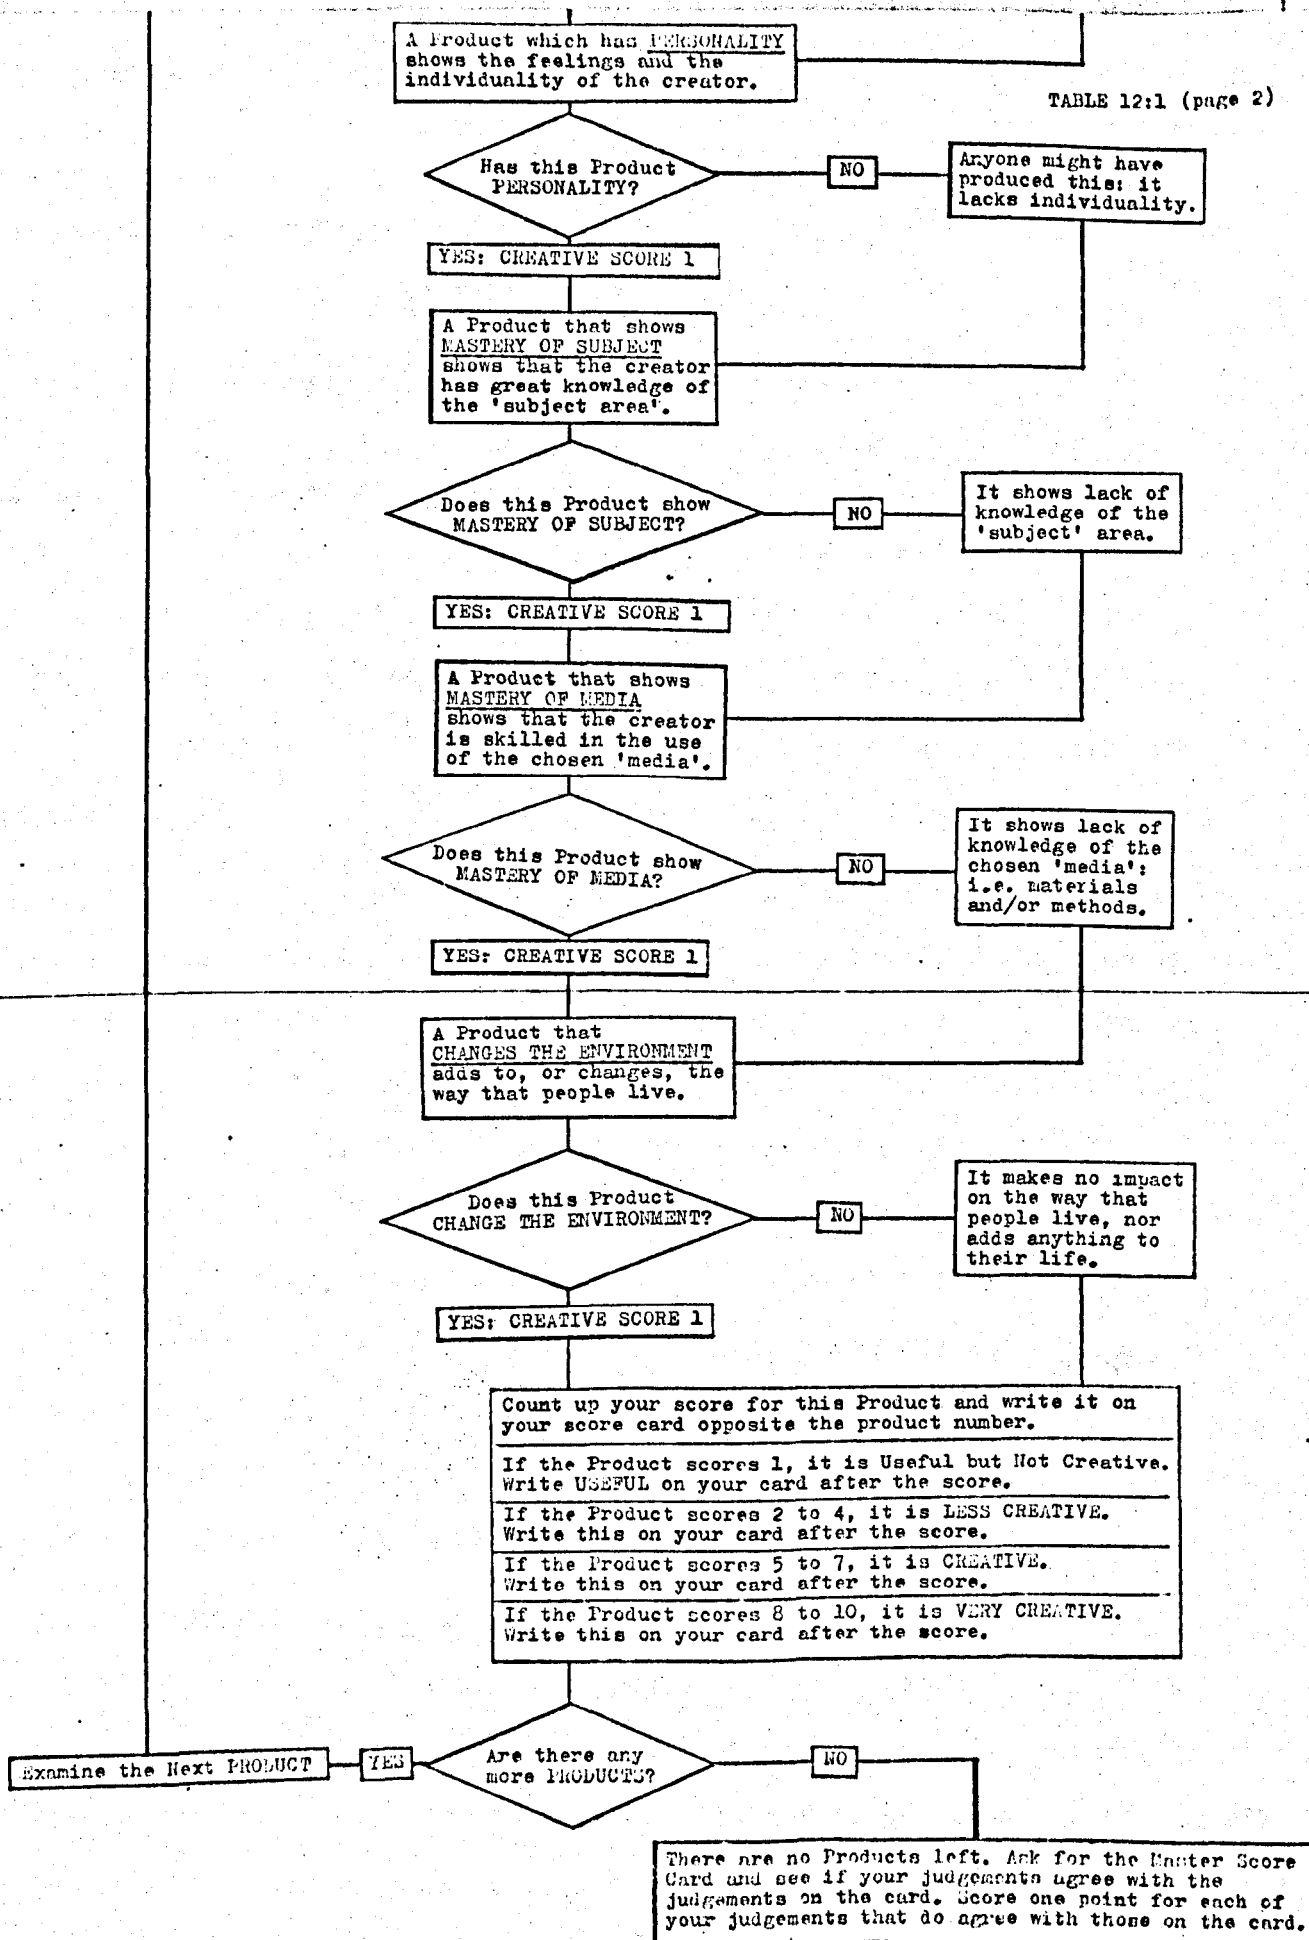 A Product which has PERSONALITY
shows the feelings and the
individuality of the creator.
TABLE 12:1 (page 2)
Has this Product
PERSONALITY?
NO
Anyone might have
produced this: it
lacks individuality.
YES: CREATIVE SCORE 1
A Product that shows
MASTERY OF SUBJECT
shows that the creator
has great knowledge of
the 'subject area'.
Does this Product show
MASTERY OF SUBJECT?
NO
It shows lack of
knowledge of the
'subject' area.
YES: CREATIVE SCORE 1
A Product that shows
MASTERY OF MEDIA
shows that the creator
is skilled in the use
of the chosen 'media'.
Does this Product show
MASTERY OF MEDIA?
NO
It shows lack of
knowledge of the
chosen 'media':
i.e. materials
and/or methods.
YES: CREATIVE SCORE 1
A Product that
CHANGES THE ENVIRONMENT
adds to, or changes, the
way that people live.
Does this Product
CHANGE THE ENVIRONMENT?
NO
It makes no impact
on the way that
people live, nor
adds anything to
their life.
YES: CREATIVE SCORE 1
Count up your score for this Product and write it on
your score card opposite the product number.
If the Product scores 1, it is Useful but Not Creative.
Write USEFUL on your card after the score.
If the Product scores 2 to 4, it is LESS CREATIVE.
Write this on your card after the score.
If the Product scores 5 to 7, it is CREATIVE.
Write this on your card after the score.
If the Product scores 8 to 10, it is VERY CREATIVE.
Write this on your card after the score.
Are there any
more PRODUCTS?
YES
Examine the Next PRODUCT
NO
There are no Products left. Ask for the Master Score
Card and see if your judgements agree with the
judgements on the card. Score one point for each of
your judgements that do agree with those on the card.